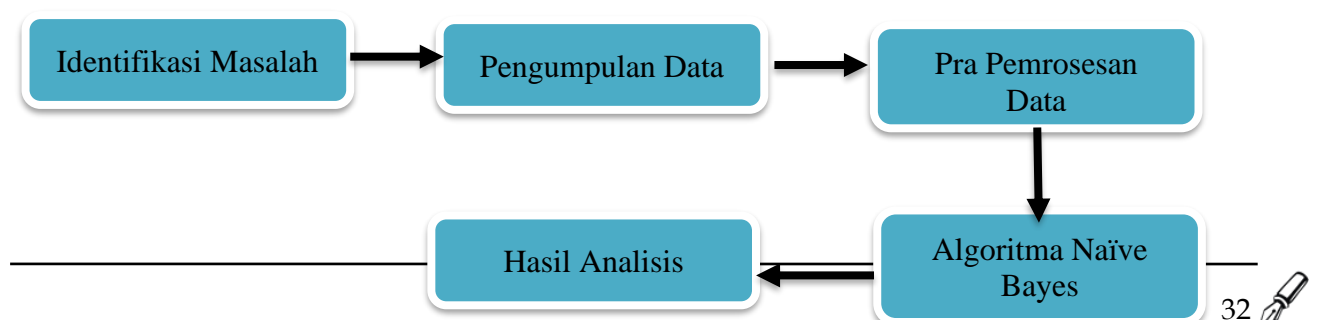 Identifikasi Masalah
Pengumpulan Data
Pra Pemrosesan
Data
Algoritma Naïve
Bayes
Hasil Analisis
32